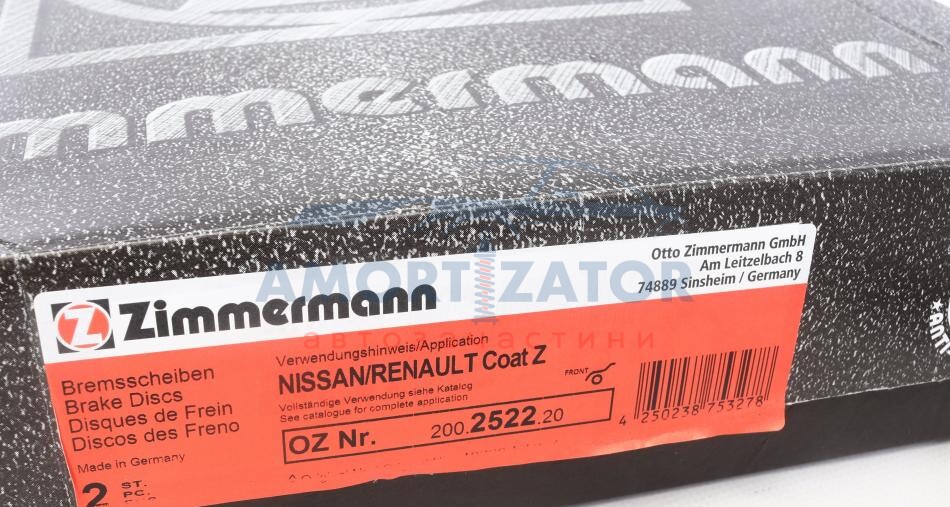 mmermann
Otto Zimmermann GmbH
Am Leitzelbach 8
74889 Sinsheim / Germany
Z Zimmermann
AMORTIZATOR
автозапчастини
Bremsscheiben
Brake Discs
Disques de Frein
Discos des Freno
Made in Germany
2 ST.
PC.
Verwendungshinweis/Application
NISSAN/RENAULT Coat Z
Vollständige Verwendung siehe Katalog
See catalogue for complete application
FRONT
OZ Nr. 200.2522.20
4 250238 753278